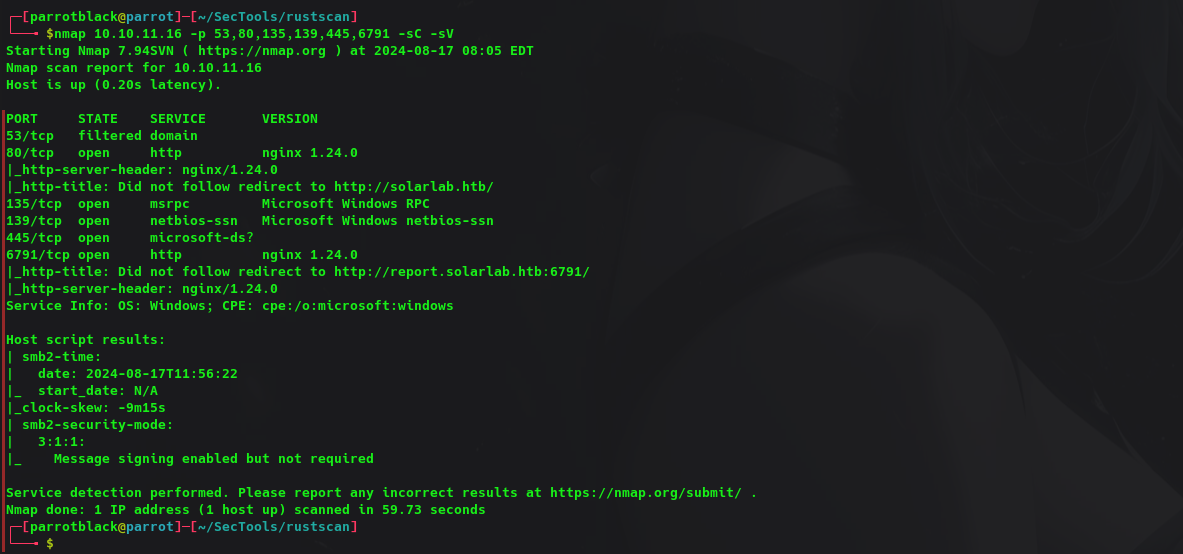 ┌─[parrotblack@parrot]─[~/SecTools/rustscan]
└──╼ $nmap 10.10.11.16 -p 53,80,135,139,445,6791 -sC -sV
Starting Nmap 7.94SVN ( https://nmap.org ) at 2024-08-17 08:05 EDT
Nmap scan report for 10.10.11.16
Host is up (0.20s latency).

PORT     STATE    SERVICE       VERSION
53/tcp   filtered domain
80/tcp   open     http          nginx 1.24.0
|_http-server-header: nginx/1.24.0
|_http-title: Did not follow redirect to http://solarlab.htb/
135/tcp  open     msrpc         Microsoft Windows RPC
139/tcp  open     netbios-ssn   Microsoft Windows netbios-ssn
445/tcp  open     microsoft-ds?
6791/tcp open     http          nginx 1.24.0
|_http-title: Did not follow redirect to http://report.solarlab.htb:6791/
|_http-server-header: nginx/1.24.0
Service Info: OS: Windows; CPE: cpe:/o:microsoft:windows

Host script results:
| smb2-time:
|   date: 2024-08-17T11:56:22
|_  start_date: N/A
|_clock-skew: -9m15s
| smb2-security-mode:
|   3:1:1:
|_    Message signing enabled but not required

Service detection performed. Please report any incorrect results at https://nmap.org/submit/ .
Nmap done: 1 IP address (1 host up) scanned in 59.73 seconds
┌─[parrotblack@parrot]─[~/SecTools/rustscan]
└──╼ $